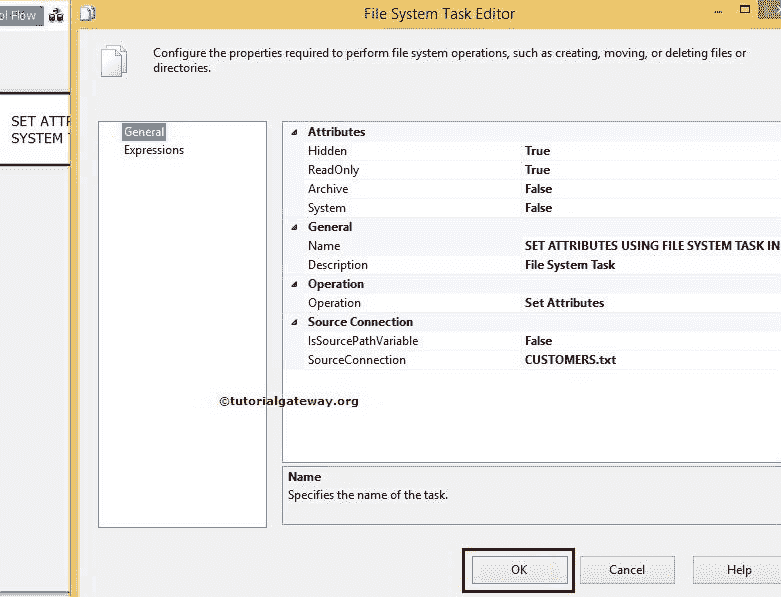 ol Flow
File System Task Editor
Configure the properties required to perform file system operations, such as creating, moving, or deleting files or
directories.
SET ATTR
SYSTEM T
General
Expressions
Attributes
Hidden True
ReadOnly True
Archive False
System False
General
Name SET ATTRIBUTES USING FILE SYSTEM TASK IN
Description File System Task
Operation
Operation Set Attributes
Source Connection
IsSourcePathVariable False
SourceConnection CUSTOMERS.txt
©tutorialgateway.org
Name
Specifies the name of the task.
OK Cancel Help